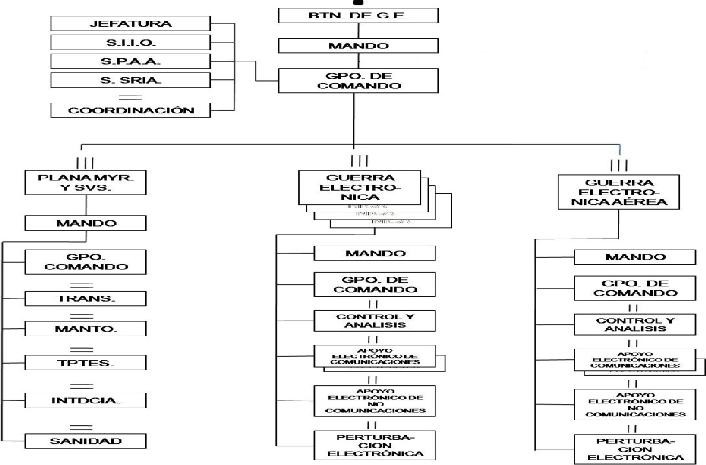 BTN. DE G.E.
JEFATURA
S.I.I.O.
S.P.A.A.
S. SRIA.
COORDINACIÓN
MANDO
GPO. DE
COMANDO
PLANA MYR.
Y SVS.
MANDO
GPO.
COMANDO
TRANS.
MANTO.
TPTES.
INTDCIA.
SANIDAD
GUERRA
ELECTRO-
NICA
MANDO
GPO. DE
COMANDO
CONTROL Y
ANALISIS
APOYO
ELECTRÓNICO DE
COMUNICACIONES
APOYO
ELECTRÓNICO DE
NO
COMUNICACIONES
PERTURBA-
CION
ELECTRÓNICA
GUERRA
ELECTRO-
NICA AÉREA
MANDO
GPO. DE
COMANDO
CONTROL Y
ANALISIS
APOYO
ELECTRÓNICO DE
COMUNICACIONES
APOYO
ELECTRÓNICO DE
NO
COMUNICACIONES
PERTURBA-
CION
ELECTRÓNICA